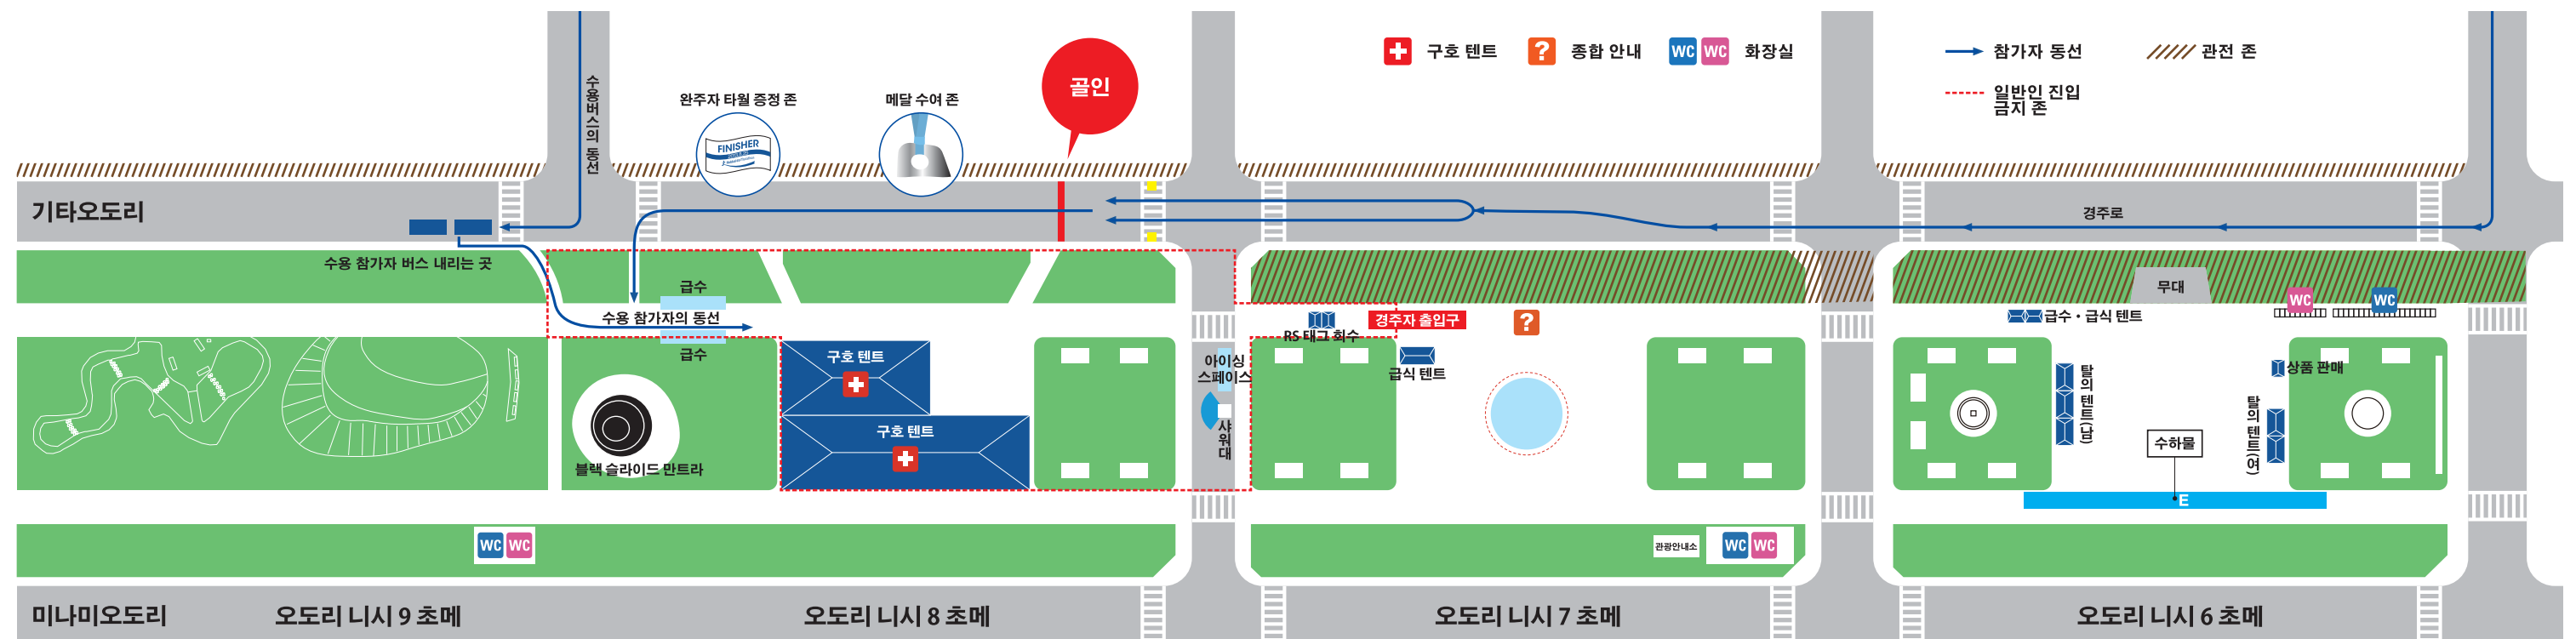 구호 텐트
종합 안내
WC WC 화장실
참가자 동선
관전 존
일반인 진입
금지 존
수용버스의 동선
완주자 타월 증정 존
FINISHER
메달 수여 존
골인
기타오도리
경주로
수용 참가자 버스 내리는 곳
급수
수용 참가자의 동선
급수
구호 텐트
구호 텐트
블랙 슬라이드 만트라
아이싱
스페이스
샤워대
RS 태그 회수
경주자 출입구
급식 텐트
무대
급수・급식 텐트
WC
WC
탈의 텐트(남)
상품 판매
탈의 텐트(여)
수하물
E
WC WC
관광안내소
WC WC
미나미오도리
오도리 니시 9 초메
오도리 니시 8 초메
오도리 니시 7 초메
오도리 니시 6 초메